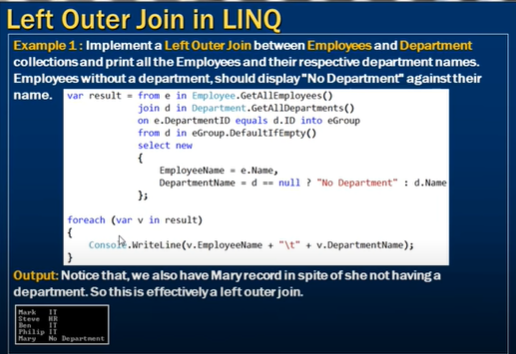 Left Outer Join in LINQ
Example 1 : Implement a Left Outer Join between Employees and Department
collections and print all the Employees and their respective department names.
Employees without a department, should display "No Department" against their
name.
var result = from e in Employee.GetAllEmployees()
join d in Department.GetAllDepartments()
on e.DepartmentID equals d.ID into eGroup
from d in eGroup.DefaultIfEmpty()
select new
{
EmployeeName = e.Name,
DepartmentName = d == null ? "No Department" : d.Name
};
foreach (var v in result)
{
Console.WriteLine(v.EmployeeName + "\t" + v.DepartmentName);
}
Output: Notice that, we also have Mary record in spite of she not having a
department. So this is effectively a left outer join.
Mark IT
Steve HR
Ben IT
Philip IT
Mary No Department